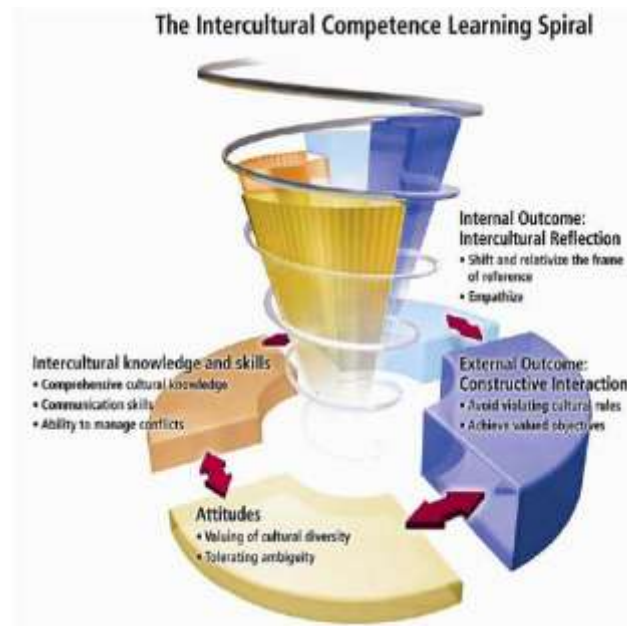 The Intercultural Competence Learning Spiral
Internal Outcome:
Intercultural Reflection
• Shift and relativize the frame
of reference
• Empathize
Intercultural knowledge and skills
• Comprehensive cultural knowledge
• Communication skills
• Ability to manage conflicts
External Outcome:
Constructive Interaction
• Avoid violating cultural rules
• Achieve valued objectives
Attitudes
• Valuing of cultural diversity
• Tolerating ambiguity